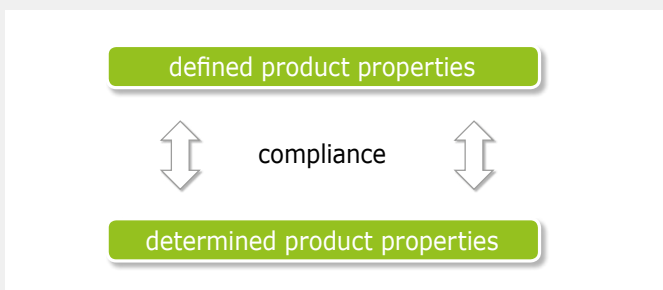 defined product properties
compliance
determined product properties